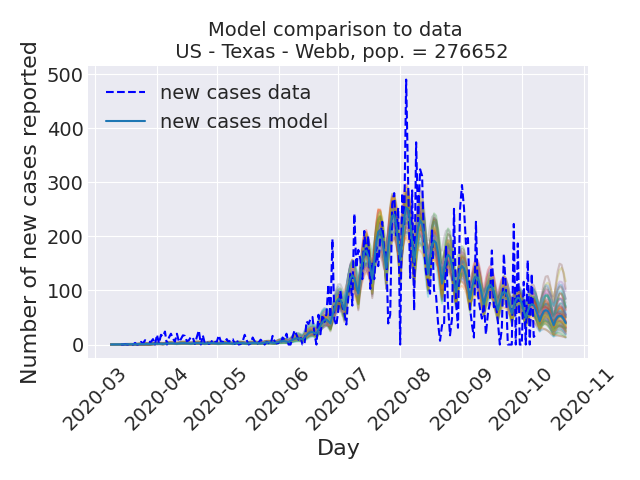 Model comparison to data
US - Texas - Webb, pop. = 276652
Number of new cases reported
500
400
300
200
100
0
new cases data
new cases model
2020-03
2020-04
2020-05
2020-06
2020-07
2020-08
2020-09
2020-10
2020-11
Day